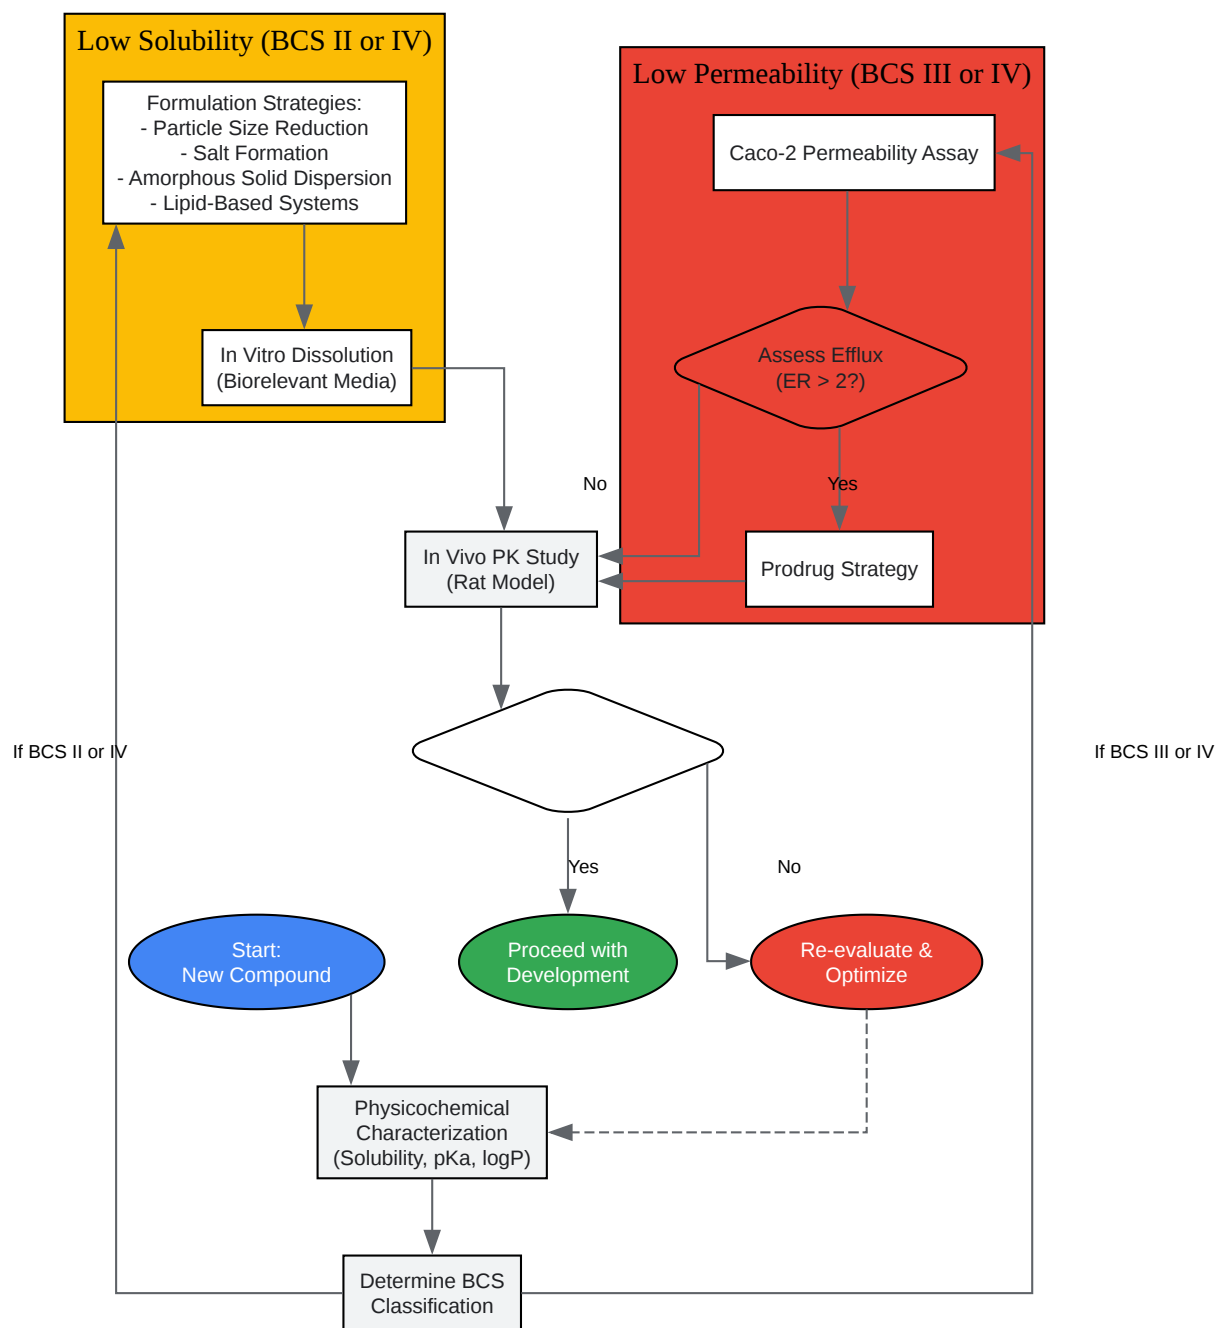 Low Solubility (BCS II or IV)
Formulation Strategies:
- Particle Size Reduction
- Salt Formation
- Amorphous Solid Dispersion
- Lipid-Based Systems
In Vitro Dissolution
(Biorelevant Media)
Low Permeability (BCS III or IV)
Caco-2 Permeability Assay
Assess Efflux
(ER > 2?)
No
Yes
Prodrug Strategy
In Vivo PK Study
(Rat Model)
If BCS II or IV
If BCS III or IV
Yes
No
Start:
New Compound
Proceed with
Development
Re-evaluate &
Optimize
Physicochemical
Characterization
(Solubility, pKa, logP)
Determine BCS
Classification